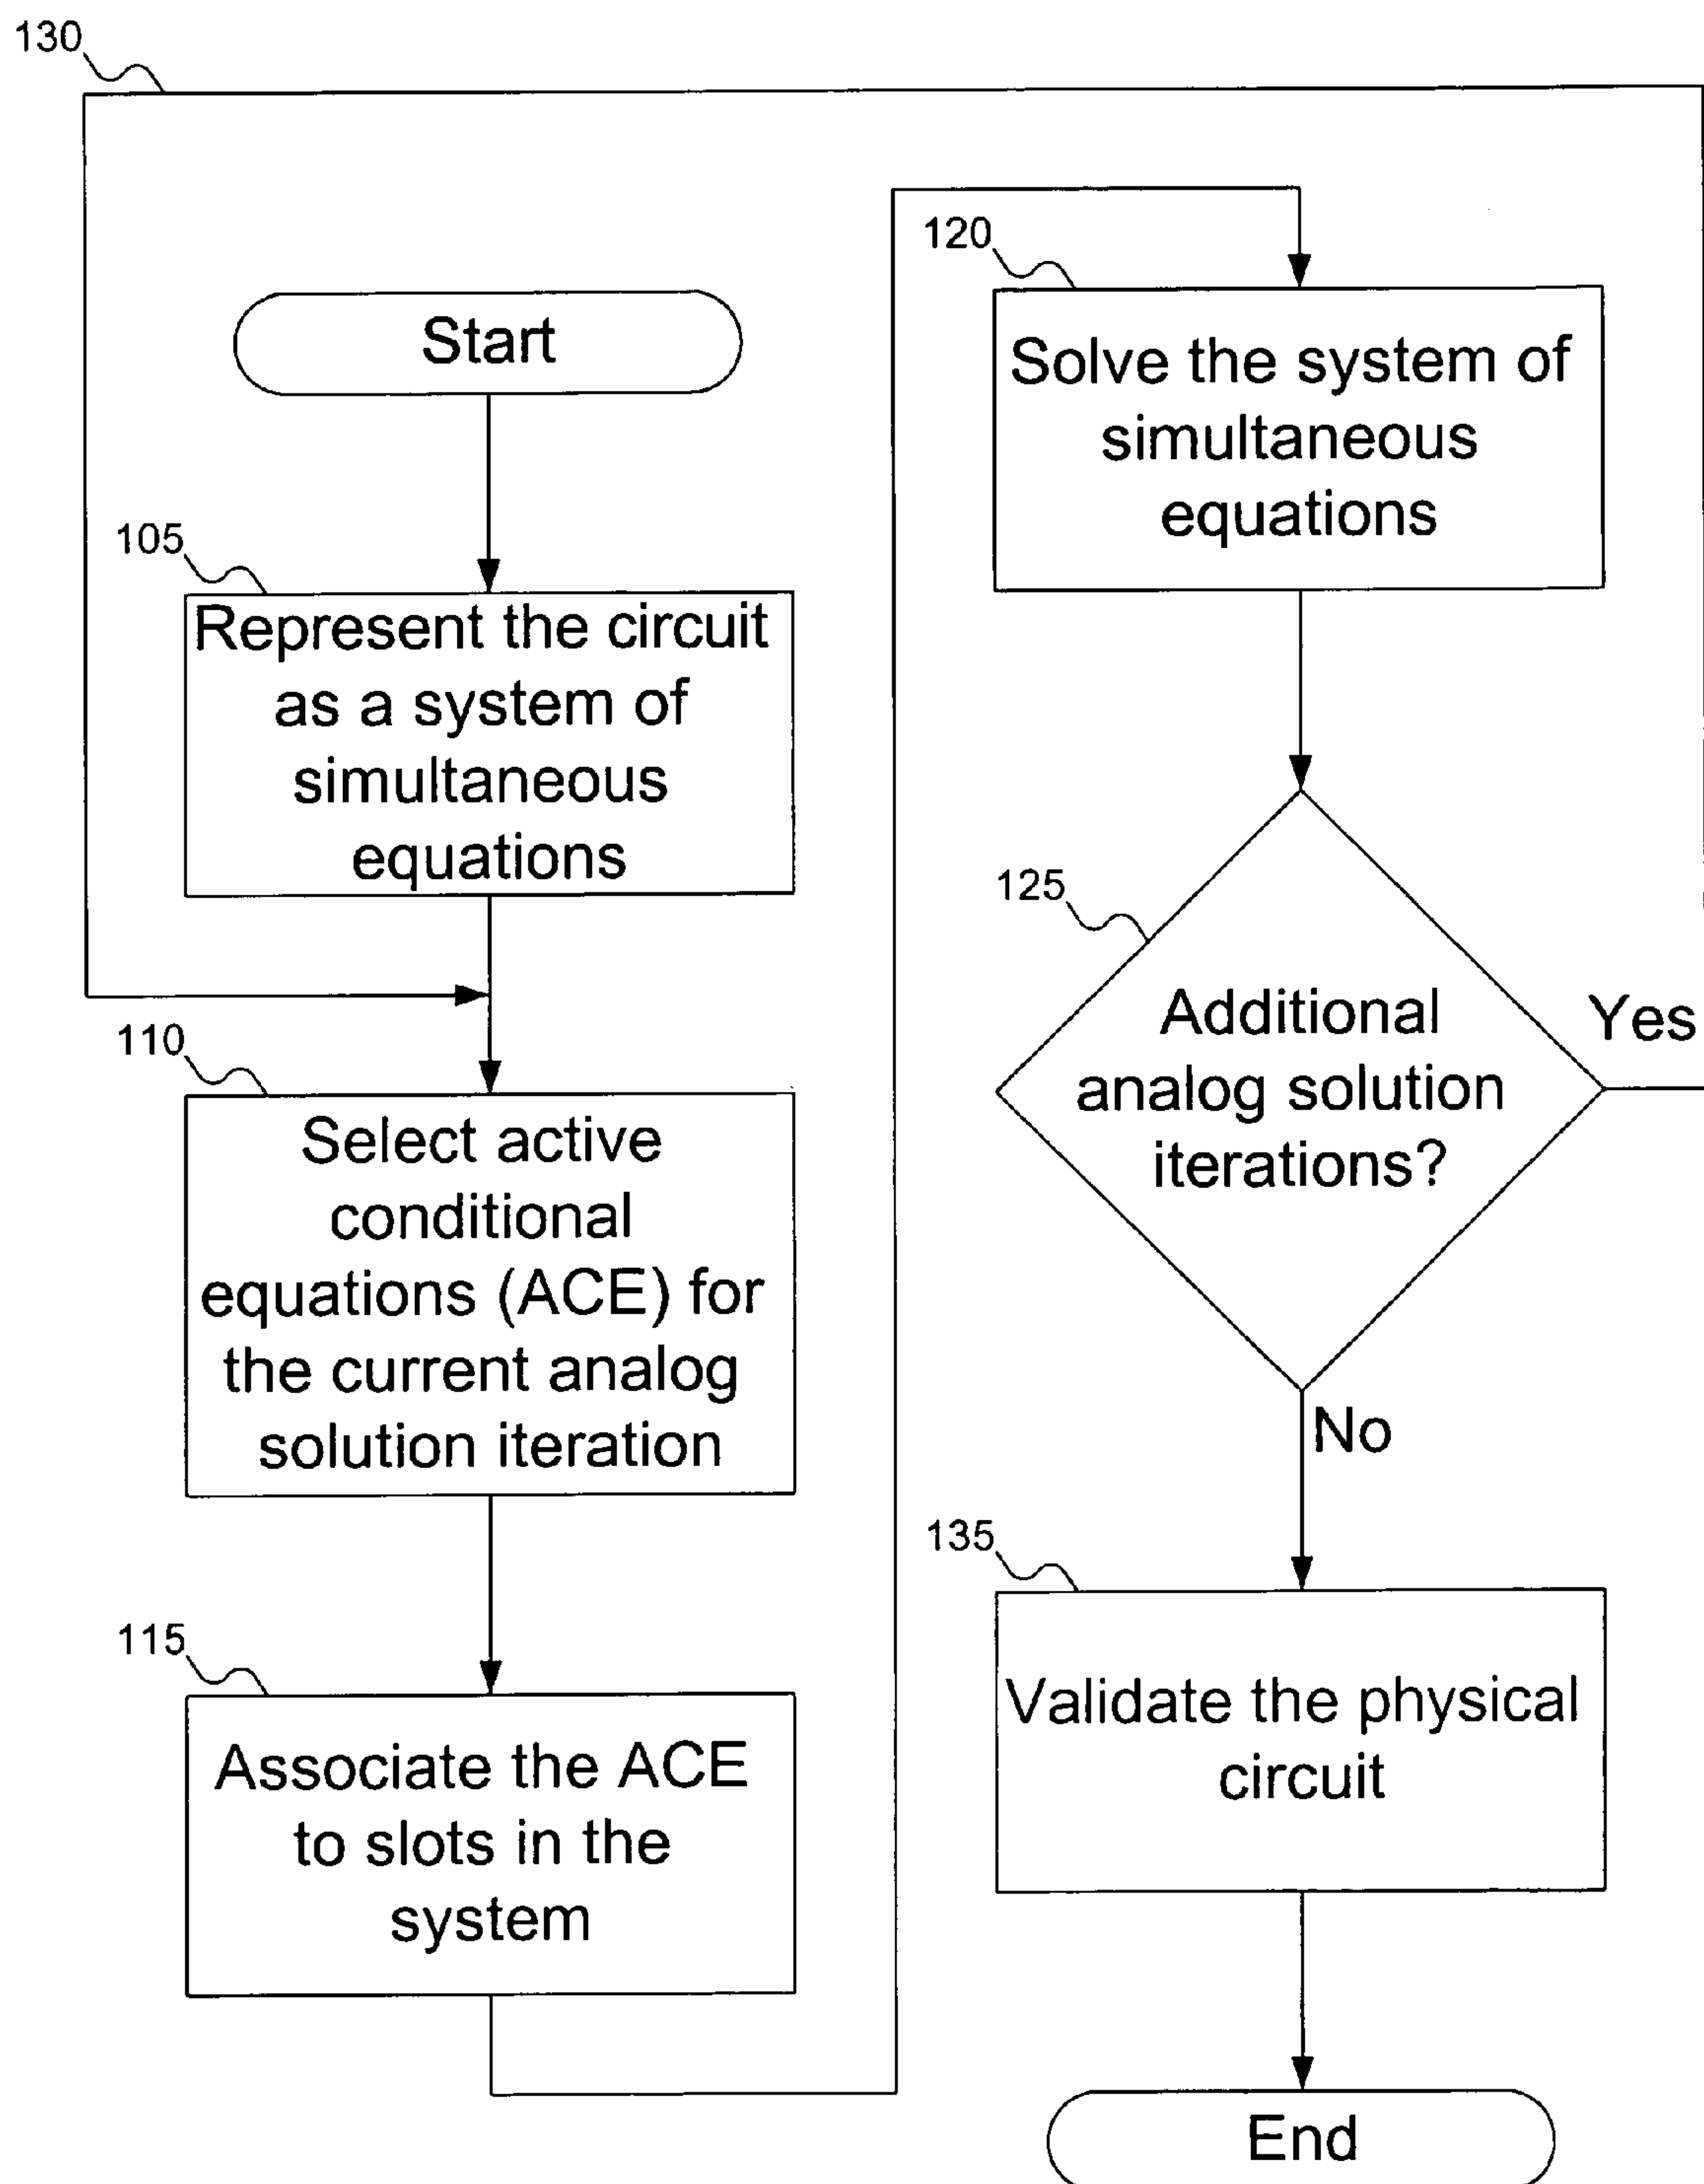 130
Start
105
Represent the circuit
as a system of
simultaneous
equations
110
Select active
conditional
equations (ACE) for
the current analog
solution iteration
115
Associate the ACE
to slots in the
system
120
Solve the system of
simultaneous
equations
125
Additional
analog solution
iterations?
Yes
No
135
Validate the physical
circuit
End